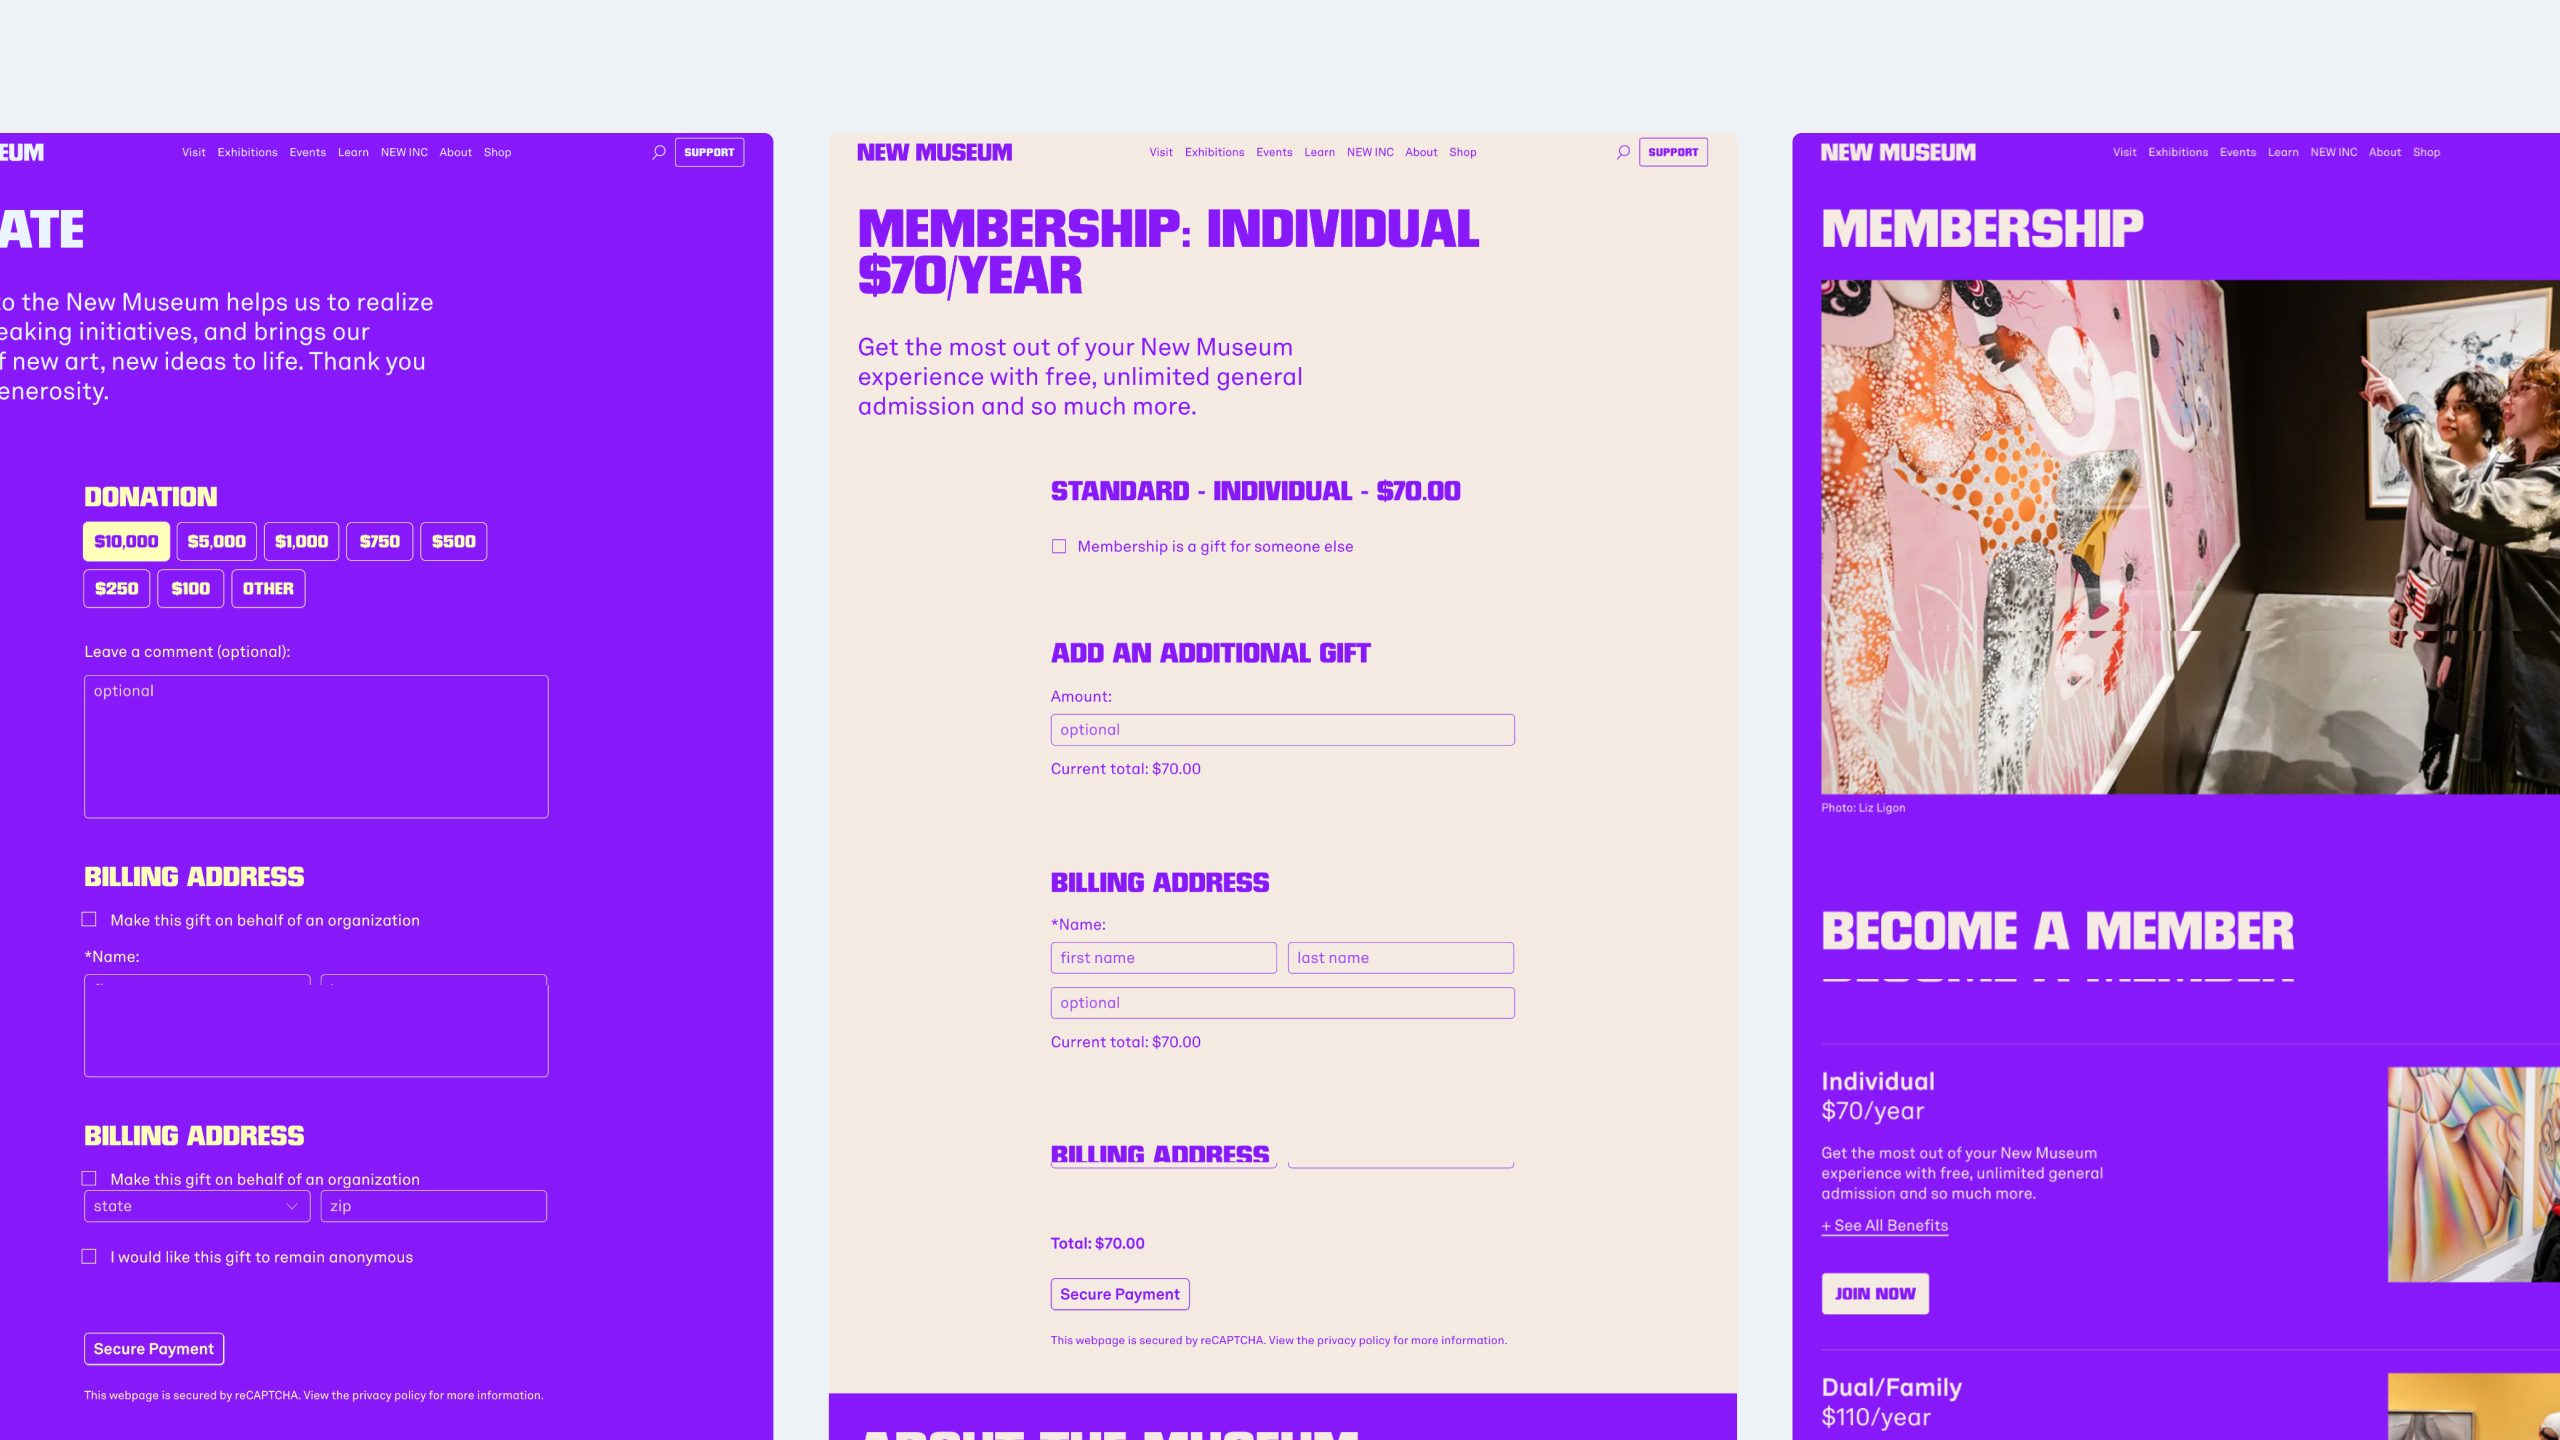 EUM
Visit Exhibitions Events Learn NEW INC About Shop
SUPPORT
ATE
o the New Museum helps us to realize
eaking initiatives, and brings our
f new art, new ideas to life. Thank you
enerosity.
DONATION
$10,000 $5,000 $1,000 $750 $500
$250 $100 OTHER
Leave a comment (optional):
optional
BILLING ADDRESS
Make this gift on behalf of an organization
*Name:
BILLING ADDRESS
Make this gift on behalf of an organization
state zip
I would like this gift to remain anonymous
Secure Payment
This webpage is secured by reCAPTCHA. View the privacy policy for more information.
NEW MUSEUM
Visit Exhibitions Events Learn NEW INC About Shop
SUPPORT
MEMBERSHIP: INDIVIDUAL
$70/YEAR
Get the most out of your New Museum
experience with free, unlimited general
admission and so much more.
STANDARD - INDIVIDUAL - $70.00
Membership is a gift for someone else
ADD AN ADDITIONAL GIFT
Amount:
optional
Current total: $70.00
BILLING ADDRESS
*Name:
first name last name
optional
Current total: $70.00
BILLING ADDRESS
Total: $70.00
Secure Payment
This webpage is secured by reCAPTCHA. View the privacy policy for more information.
ABOUT THE MUSEUM
NEW MUSEUM
Visit Exhibitions Events Learn NEW INC About Shop
MEMBERSHIP
Photo: Liz Ligon
BECOME A MEMBER
BECOME A MEMBER
Individual
$70/year
Get the most out of your New Museum
experience with free, unlimited general
admission and so much more.
+ See All Benefits
JOIN NOW
Dual/Family
$110/year